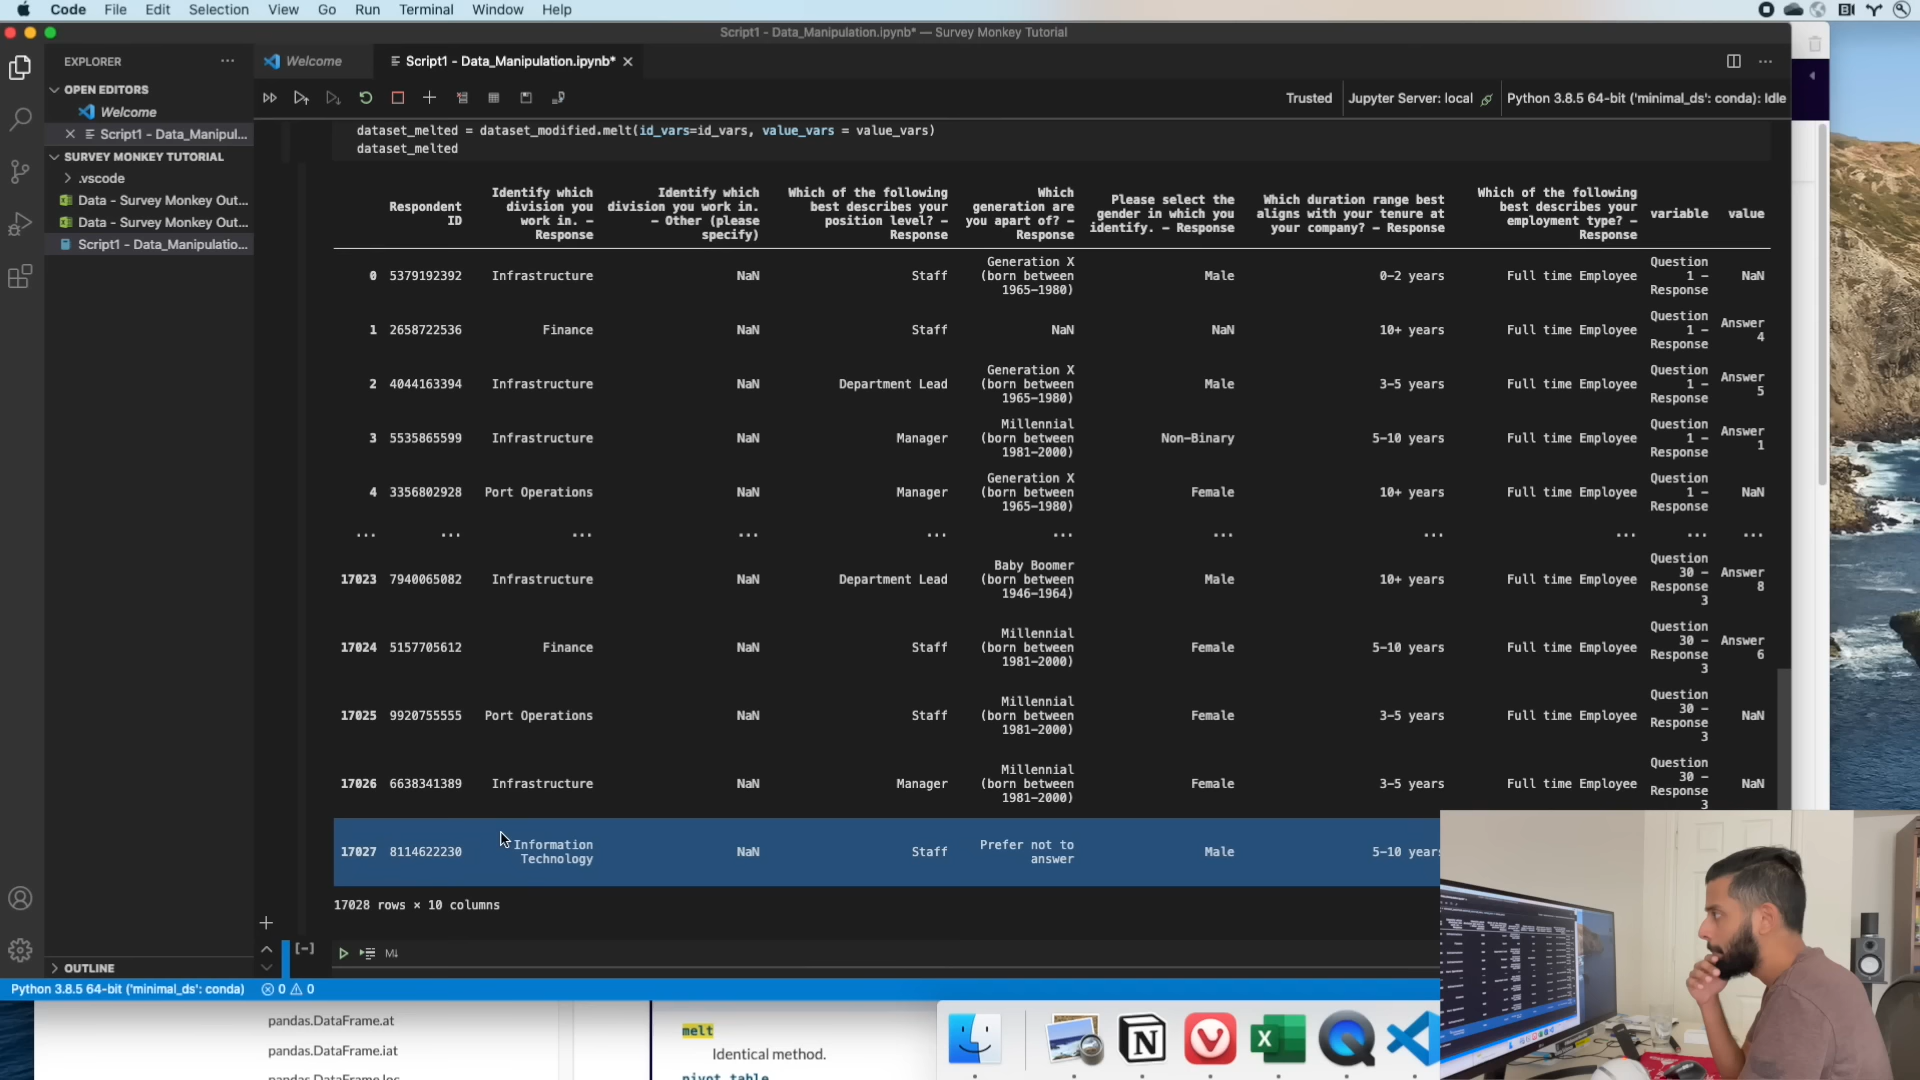 Code File Edit Selection View Go Run Terminal Window Help
Script1 - Data_Manipulation.ipynb* — Survey Monkey Tutorial
EXPLORER
Welcome
Script1 - Data_Manipulation.ipynb*
OPEN EDITORS
Welcome
Script1 - Data_Manipul...
SURVEY MONKEY TUTORIAL
.vscode
Data - Survey Monkey Out...
Data - Survey Monkey Out...
Script1 - Data_Manipulatio...
OUTLINE
Trusted
Jupyter Server: local
Python 3.8.5 64-bit ('minimal_ds': conda): Idle
dataset_melted = dataset_modified.melt(id_vars=id_vars, value_vars = value_vars)
dataset_melted
Respondent
ID
Identify which
division you
work in. –
Response
Identify which
division you work in.
– Other (please
specify)
Which of the following
best describes your
position level? –
Response
Which
generation are
you apart of? –
Response
Please select the
gender in which you
identify. – Response
Which duration range best
aligns with your tenure at
your company? – Response
Which of the following
best describes your
employment type? –
Response
variable
value
0 5379192392 Infrastructure NaN Staff
Generation X
(born between
1965–1980)
Male 0–2 years Full time Employee
Question
1 –
Response
NaN
1 2658722536 Finance NaN Staff NaN NaN 10+ years Full time Employee
Question
1 –
Response
Answer
4
2 4044163394 Infrastructure NaN Department Lead
Generation X
(born between
1965–1980)
Male 3–5 years Full time Employee
Question
1 –
Response
Answer
5
3 5535865599 Infrastructure NaN Manager
Millennial
(born between
1981–2000)
Non-Binary 5–10 years Full time Employee
Question
1 –
Response
Answer
1
4 3356802928 Port Operations NaN Manager
Generation X
(born between
1965–1980)
Female 10+ years Full time Employee
Question
1 –
Response
NaN
... ... ... ... ... ... ... ... ... ... ...
17023 7940065082 Infrastructure NaN Department Lead
Baby Boomer
(born between
1946–1964)
Male 10+ years Full time Employee
Question
30 –
Response
3
Answer
8
17024 5157705612 Finance NaN Staff
Millennial
(born between
1981–2000)
Female 5–10 years Full time Employee
Question
30 –
Response
3
Answer
6
17025 9920755555 Port Operations NaN Staff
Millennial
(born between
1981–2000)
Female 3–5 years Full time Employee
Question
30 –
Response
3
NaN
17026 6638341389 Infrastructure NaN Manager
Millennial
(born between
1981–2000)
Female 3–5 years Full time Employee
Question
30 –
Response
3
NaN
17027 8114622230
Information
Technology
NaN Staff
Prefer not to
answer
Male 5–10 years
17028 rows × 10 columns
[-]
M↓
Python 3.8.5 64-bit ('minimal_ds': conda) 0 0
pandas.DataFrame.at
pandas.DataFrame.iat
pandas.DataFrame.loc
melt
Identical method.
pivot_table